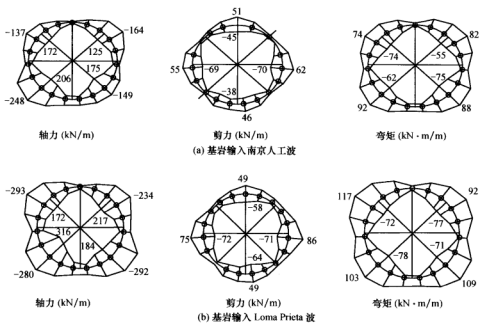 -137 -164
172 125
206 175
-248 -149
轴力 (kN/m)
51
-45
55 -69 -70 62
-38
46
剪力 (kN/m)
74 82
-74 -55
-62 -75
92 88
弯矩 (kN·m/m)
(a) 基岩输入南京人工波
-293 -234
172 217
316 184
-280 -292
轴力 (kN/m)
49
-58
75 -72 -71 86
-64
49
剪力 (kN/m)
117 92
-72 -77
-78 -71
103 109
弯矩 (kN·m/m)
(b) 基岩输入 Loma Prieta 波